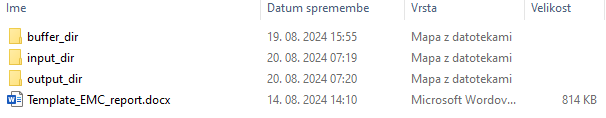 Ime Datum spremembe Vrsta Velikost
buffer_dir 19. 08. 2024 15:55 Mapa z datotekami
input_dir 20. 08. 2024 07:19 Mapa z datotekami
output_dir 20. 08. 2024 07:20 Mapa z datotekami
Template_EMC_report.docx 14. 08. 2024 14:10 Microsoft Wordov... 814 KB